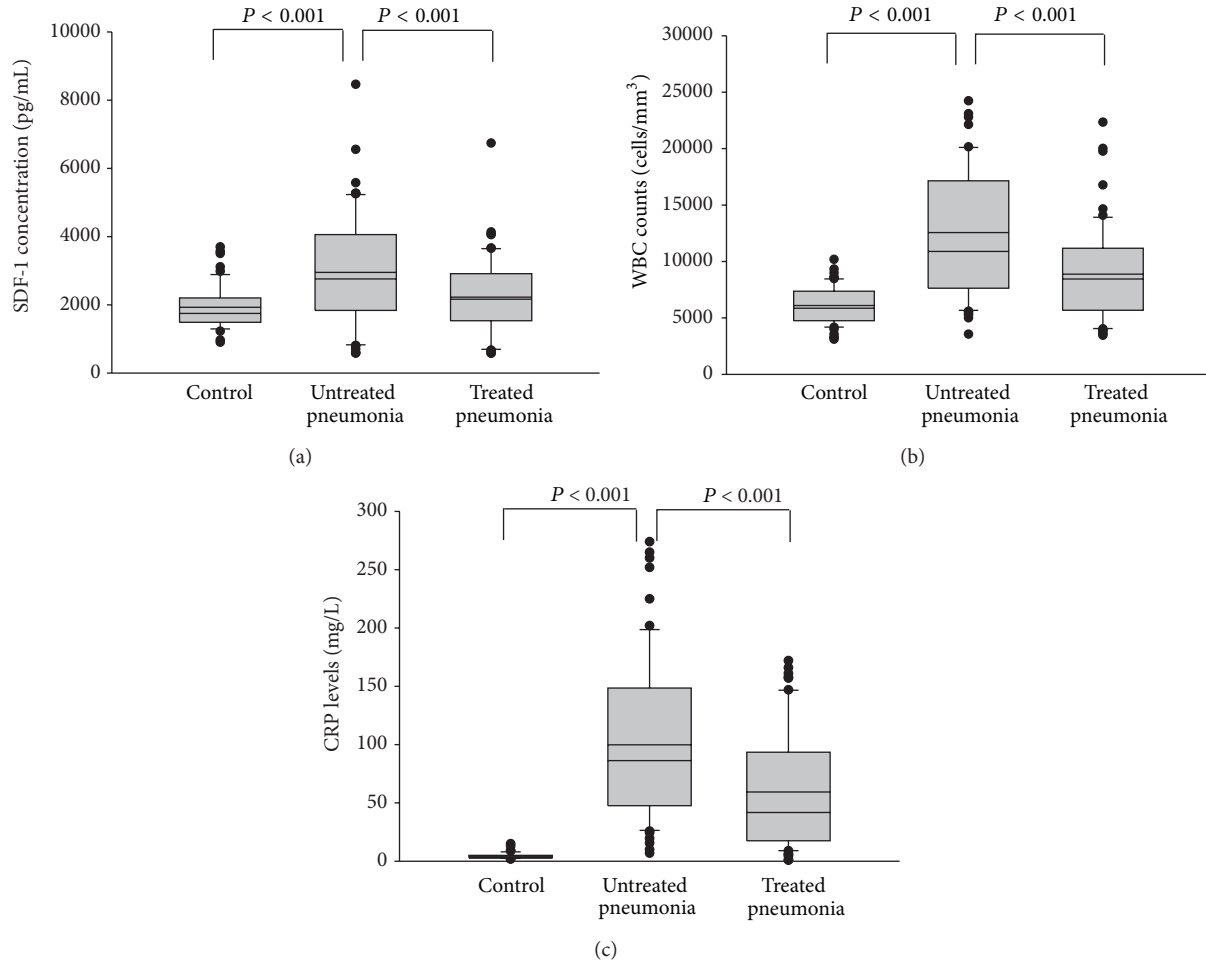 P < 0.001
P < 0.001
10000
8000
6000
4000
2000
0
SDF-1 concentration (pg/mL)
Control
Untreated
pneumonia
Treated
pneumonia
(a)
P < 0.001
P < 0.001
30000
25000
20000
15000
10000
5000
0
WBC counts (cells/mm³)
Control
Untreated
pneumonia
Treated
pneumonia
(b)
P < 0.001
P < 0.001
300
250
200
150
100
50
0
CRP levels (mg/L)
Control
Untreated
pneumonia
Treated
pneumonia
(c)